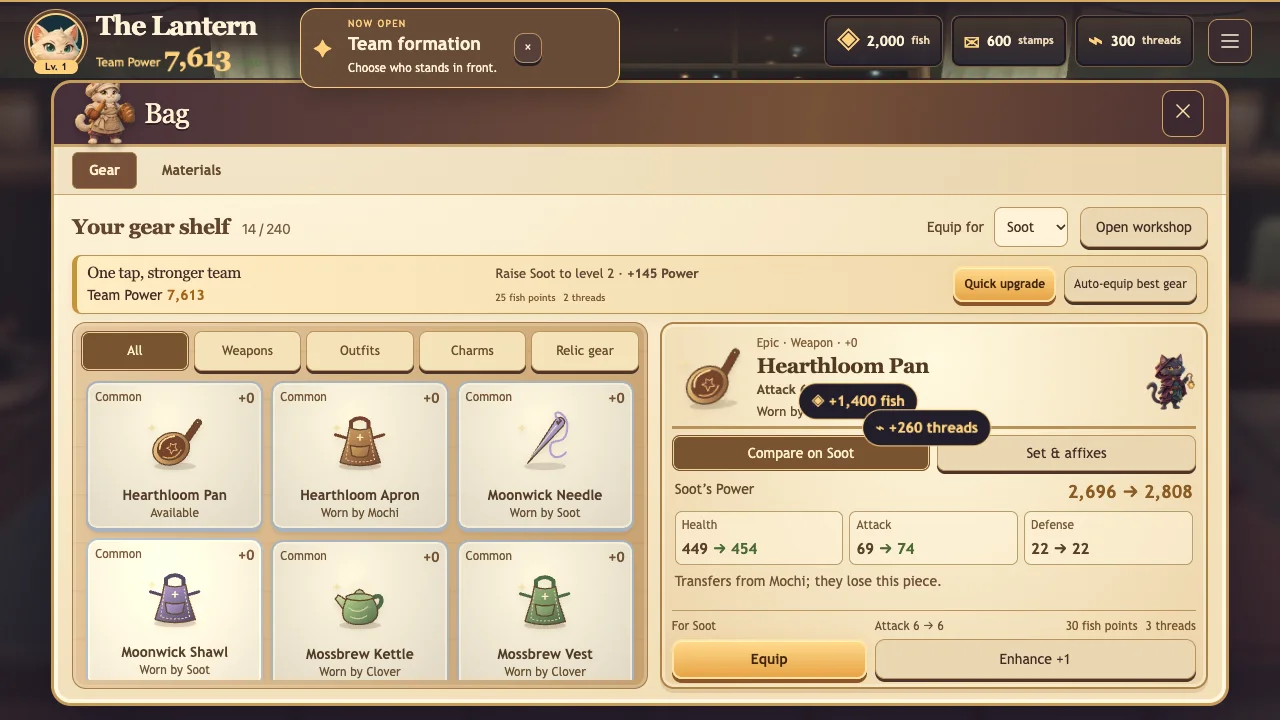 The Lantern
Lv. 1
Team Power 7,613
NOW OPEN
Team formation
Choose who stands in front.
×
2,000 fish
600 stamps
300 threads
Bag
Gear
Materials
Your gear shelf 14 / 240
Equip for Soot
Open workshop
One tap, stronger team
Team Power 7,613
Raise Soot to level 2 · +145 Power
25 fish points 2 threads
Quick upgrade
Auto-equip best gear
All
Weapons
Outfits
Charms
Relic gear
Common +0
Hearthloom Pan
Available
Common +0
Hearthloom Apron
Worn by Mochi
Common +0
Moonwick Needle
Worn by Soot
Common +0
Moonwick Shawl
Worn by Soot
Common +0
Mossbrew Kettle
Worn by Clover
Common +0
Mossbrew Vest
Worn by Clover
Epic · Weapon · +0
Hearthloom Pan
Attack
Worn by
+1,400 fish
+260 threads
Compare on Soot
Set & affixes
Soot’s Power
2,696 → 2,808
Health
449 → 454
Attack
69 → 74
Defense
22 → 22
Transfers from Mochi; they lose this piece.
For Soot
Attack 6 → 6
30 fish points 3 threads
Equip
Enhance +1